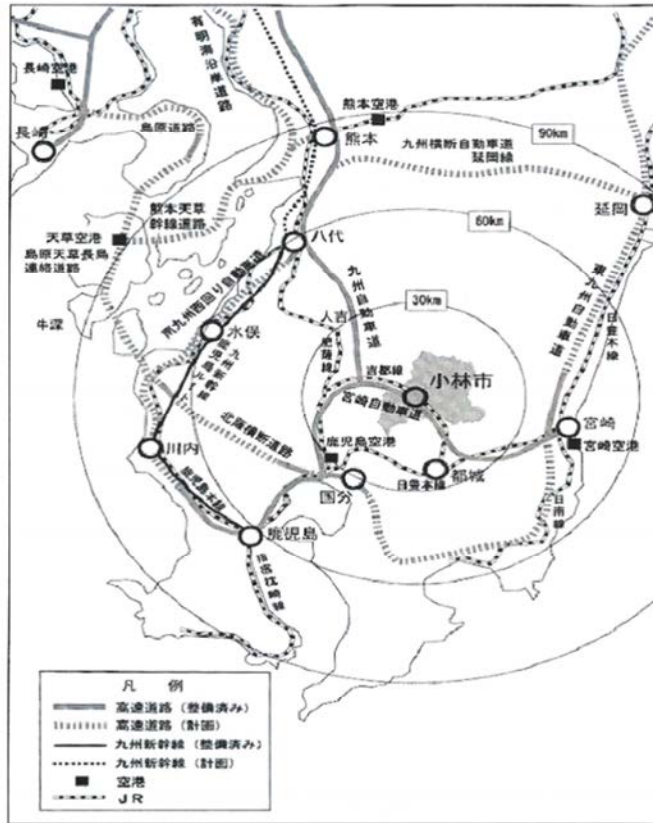 有明海沿岸道路
長崎空港
長崎
島原道路
熊本空港
熊本
九州横断自動車道
延岡線
90km
延岡
熊本天草
幹線道路
天草空港
島原天草長島
連絡道路
八代
60km
南九州西回り自動車道
九州自動車道
東九州自動車道
日豊本線
牛深
人吉
30km
水俣
肥薩線
吉都線
小林市
宮崎自動車道
宮崎
宮崎空港
北薩横断道路
川内
鹿児島空港
都城
国分
日豊本線
日南線
鹿児島本線
鹿児島
指宿枕崎線
凡 例
高速道路(整備済み)
高速道路(計画)
九州新幹線(整備済み)
九州新幹線(計画)
空港
JR